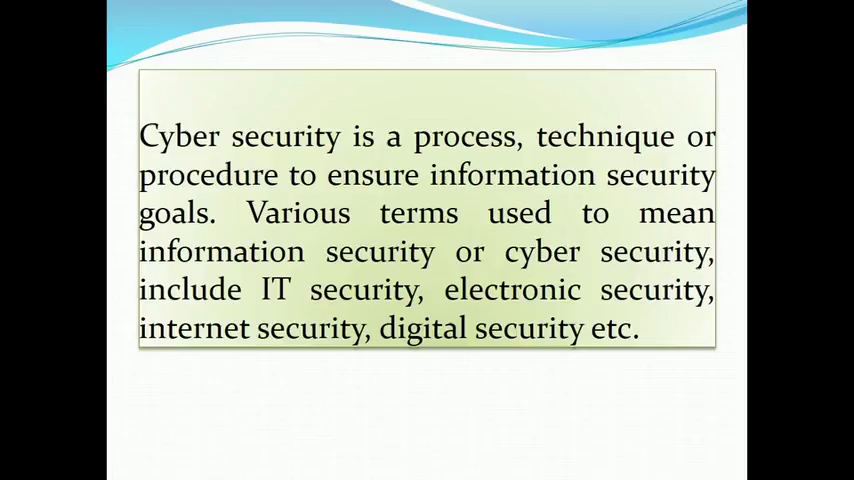 Cyber security is a process, technique or
procedure to ensure information security
goals. Various terms used to mean
information security or cyber security,
include IT security, electronic security,
internet security, digital security etc.